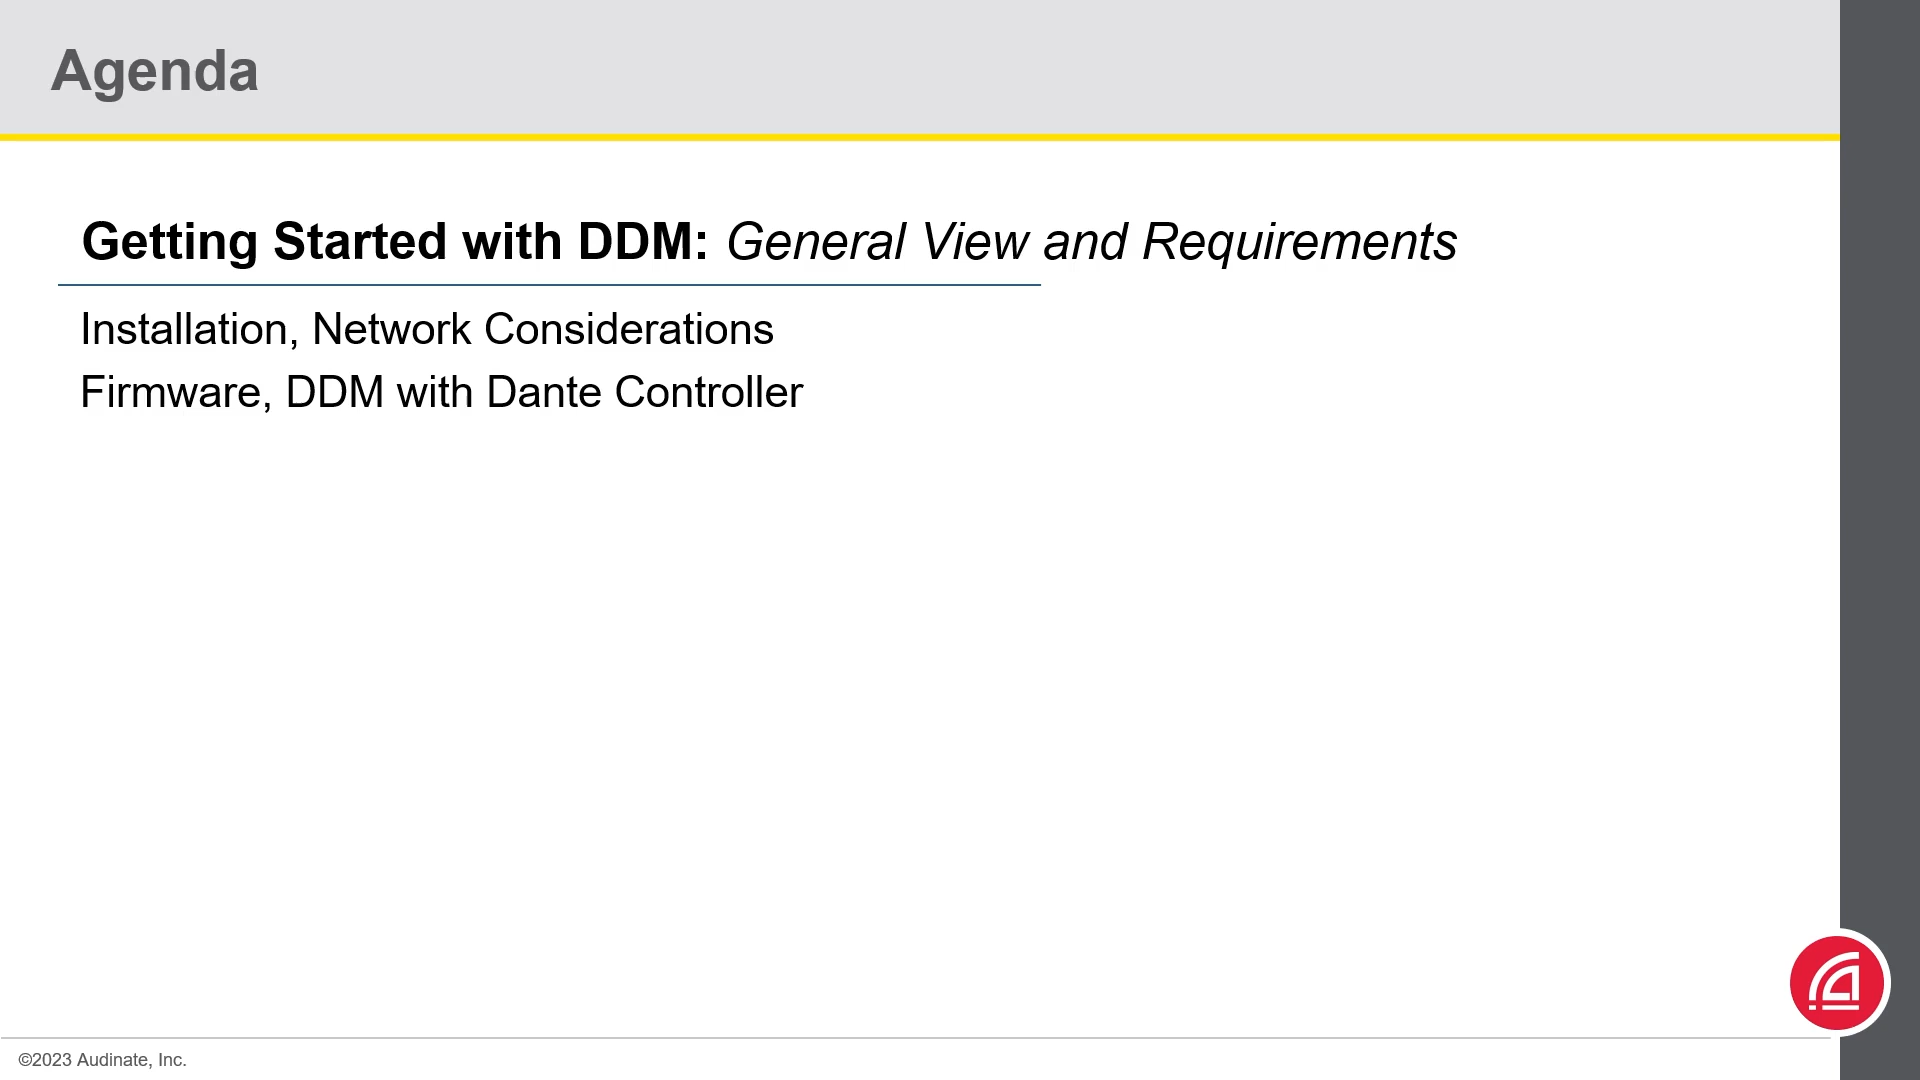 Agenda
Getting Started with DDM: General View and Requirements
Installation, Network Considerations
Firmware, DDM with Dante Controller
©2023 Audinate, Inc.